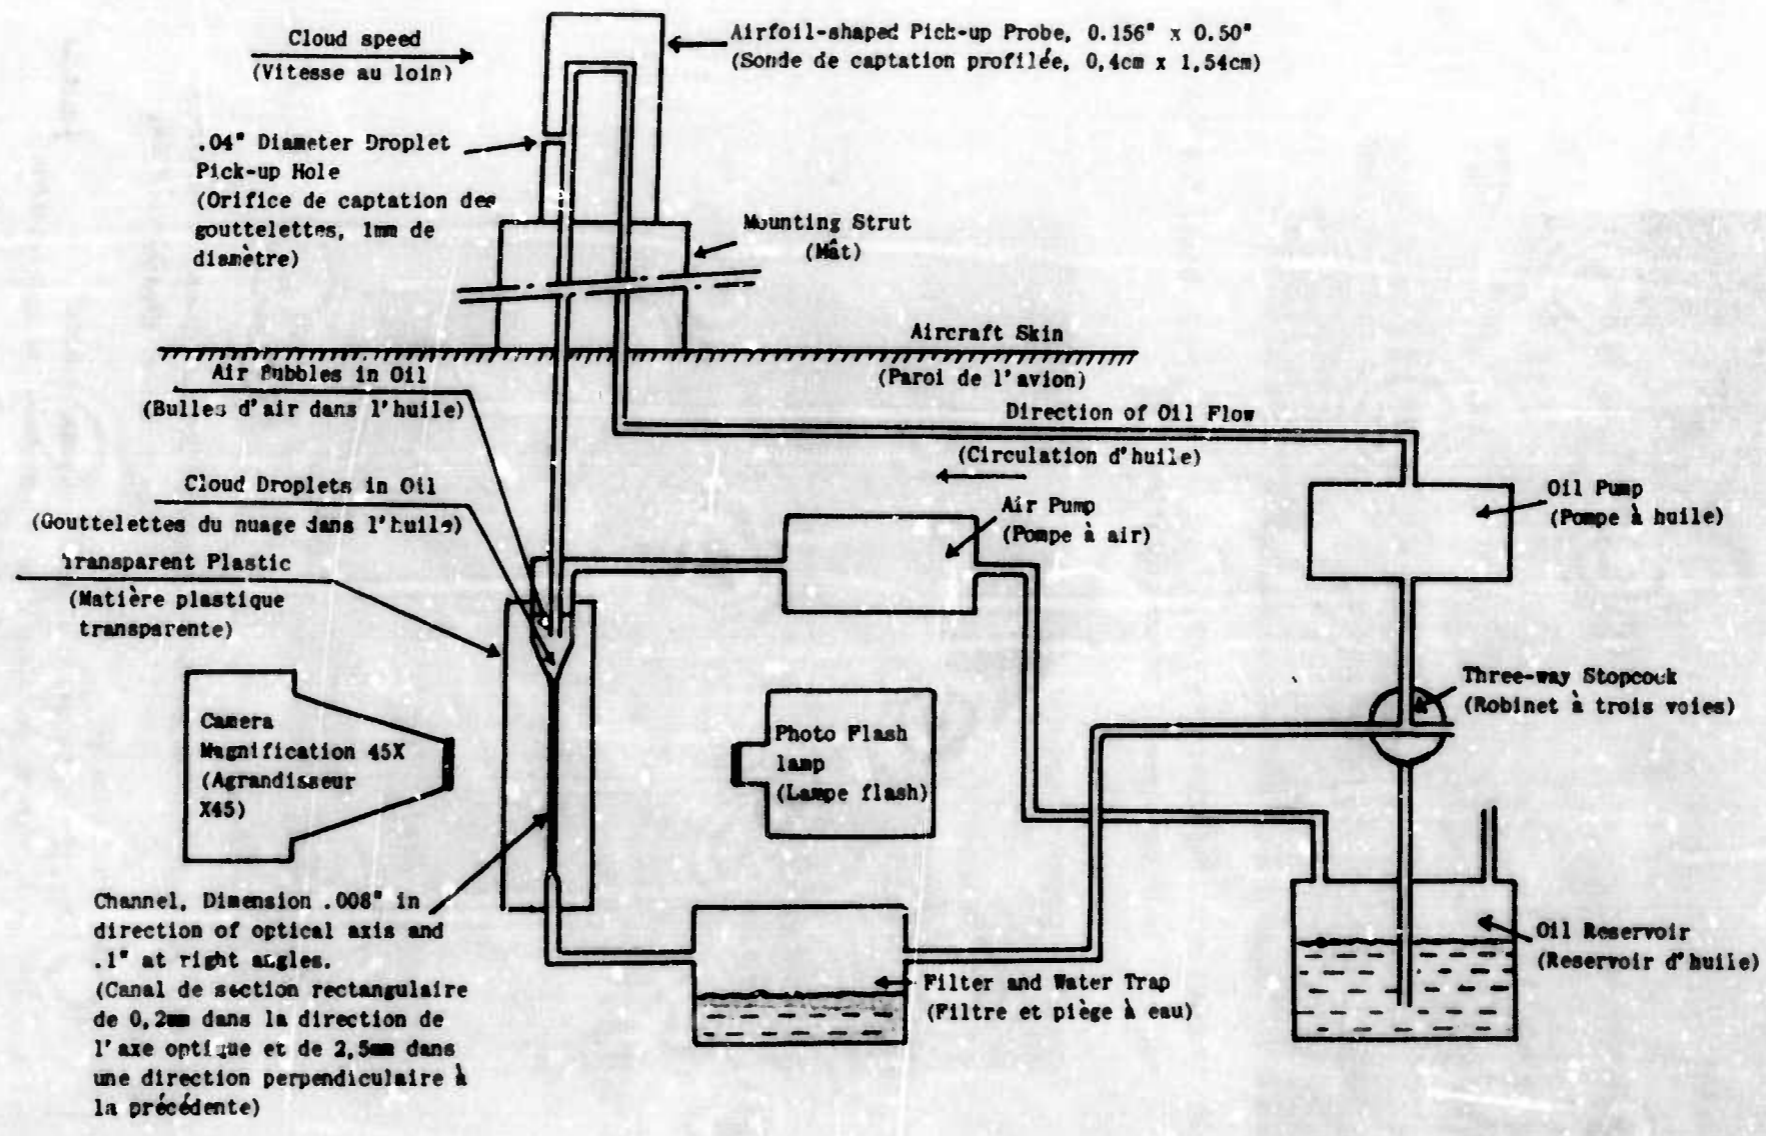 Cloud speed
(Vitesse au loin)
Airfoil-shaped Pick-up Probe, 0.156" x 0.50"
(Sonde de captation profilée, 0,4cm x 1,54cm)
.04" Diameter Droplet
Pick-up Hole
(Orifice de captation des
gouttelettes, 1mm de
diamètre)
Mounting Strut
(Mât)
Aircraft Skin
(Paroi de l'avion)
Air Bubbles in Oil
(Bulles d'air dans l'huile)
Direction of Oil Flow
(Circulation d'huile)
Cloud Droplets in Oil
(Gouttelettes du nuage dans l'huile)
Air Pump
(Pompe à air)
Oil Pump
(Pompe à huile)
Transparent Plastic
(Matière plastique
transparente)
Three-way Stopcock
(Robinet à trois voies)
Camera
Magnification 45X
(Agrandisseur
X45)
Photo Flash
lamp
(Lampe flash)
Channel, Dimension .008" in
direction of optical axis and
.1" at right angles.
(Canal de section rectangulaire
de 0,2mm dans la direction de
l'axe optique et de 2,5mm dans
une direction perpendiculaire à
la précédente)
Filter and Water Trap
(Filtre et piège à eau)
Oil Reservoir
(Reservoir d'huile)